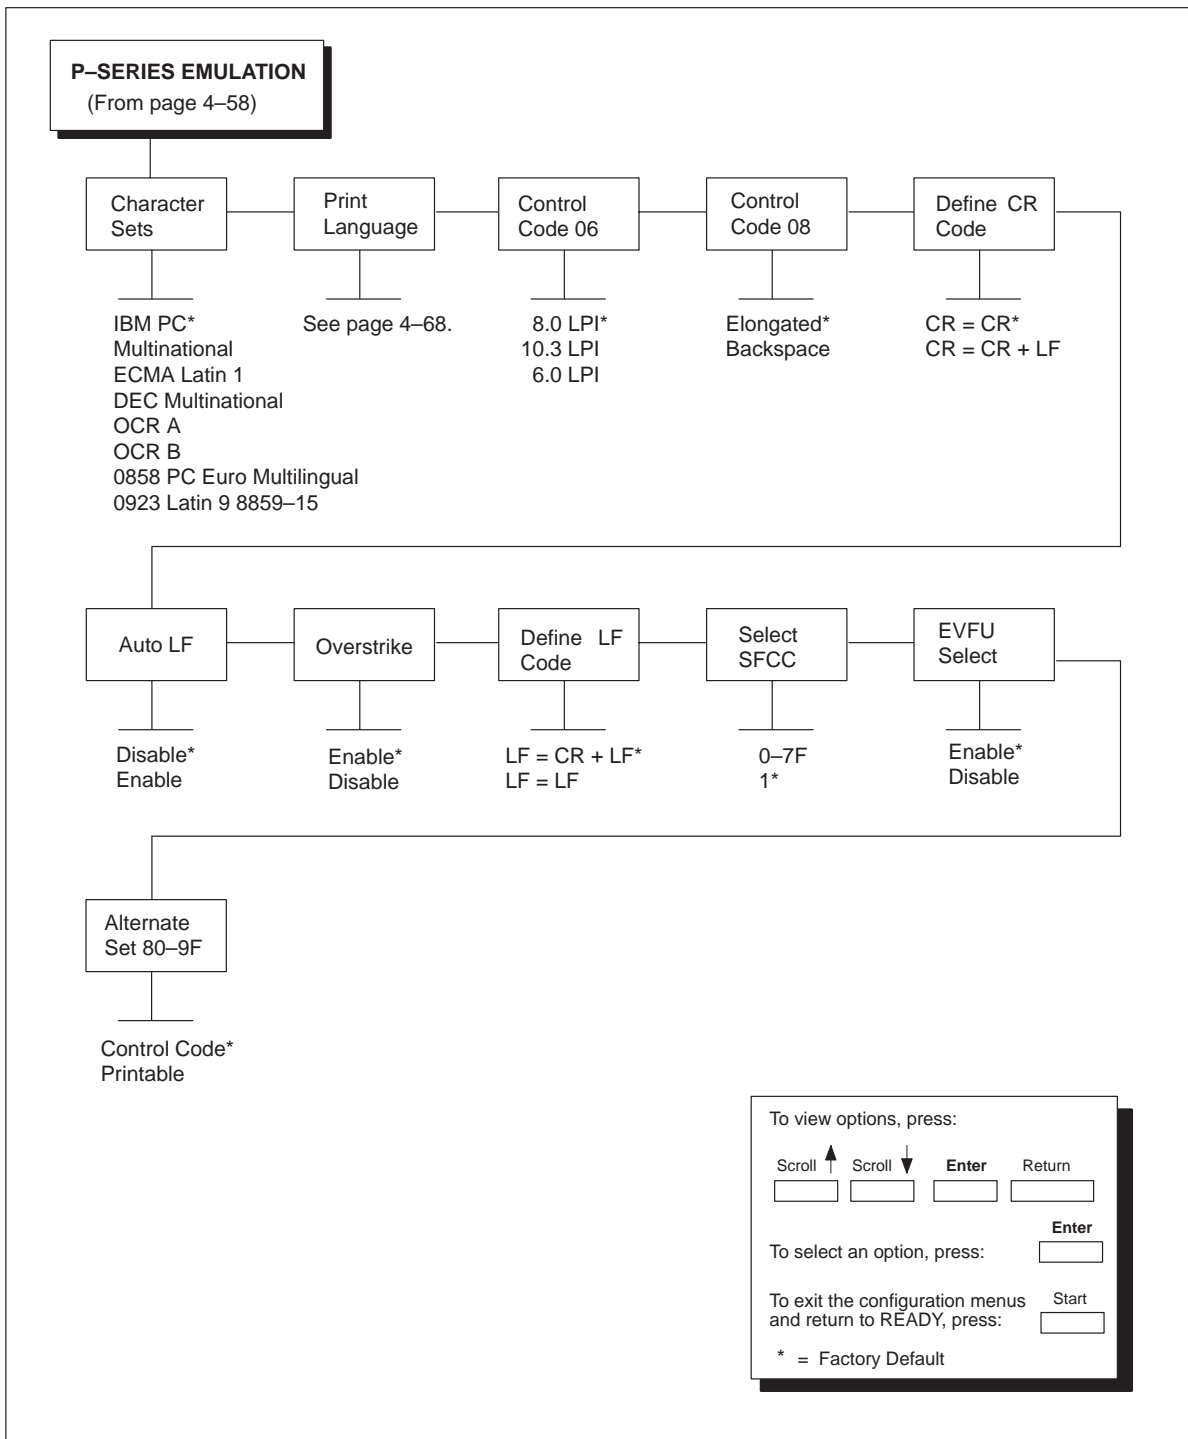 P–SERIES EMULATION
(From page 4–58)
Character
Sets
Print
Language
Control
Code 06
Control
Code 08
Define CR
Code
IBM PC*
Multinational
ECMA Latin 1
DEC Multinational
OCR A
OCR B
0858 PC Euro Multilingual
0923 Latin 9 8859–15
See page 4–68.
8.0 LPI*
10.3 LPI
6.0 LPI
Elongated*
Backspace
CR = CR*
CR = CR + LF
Auto LF
Overstrike
Define LF
Code
Select
SFCC
EVFU
Select
Disable*
Enable
Enable*
Disable
LF = CR + LF*
LF = LF
0–7F
1*
Enable*
Disable
Alternate
Set 80–9F
Control Code*
Printable
To view options, press:
Scroll Scroll Enter Return
Enter
To select an option, press:
To exit the configuration menus
and return to READY, press:
Start
* = Factory Default